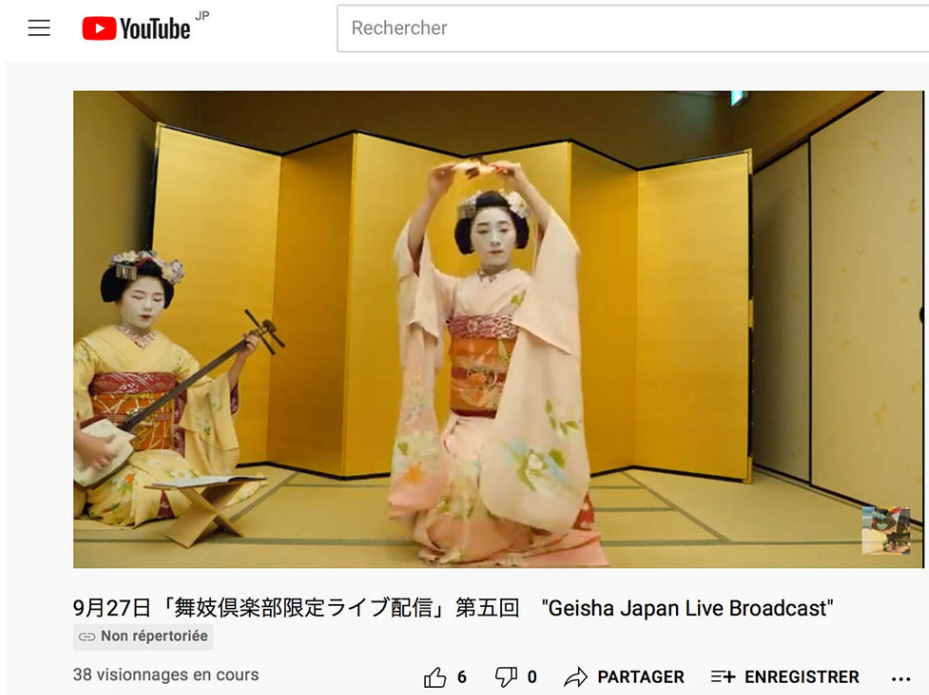 YouTube JP
Rechercher
9月27日「舞妓倶楽部限定ライブ配信」第五回 "Geisha Japan Live Broadcast"
Non répertoriée
38 visionnages en cours 6 0 PARTAGER ENREGISTRER ...